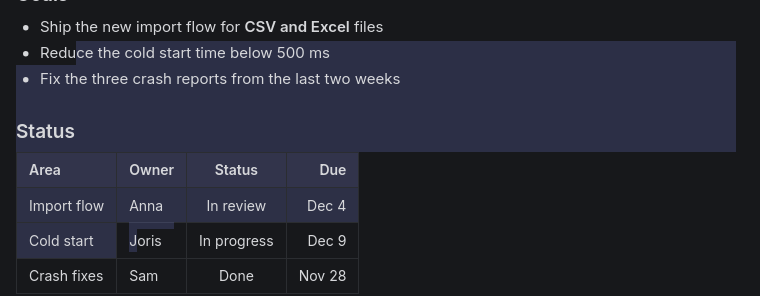 Ship the new import flow for CSV and Excel files
Reduce the cold start time below 500 ms
Fix the three crash reports from the last two weeks
Status
Area Owner Status Due
Import flow Anna In review Dec 4
Cold start Joris In progress Dec 9
Crash fixes Sam Done Nov 28